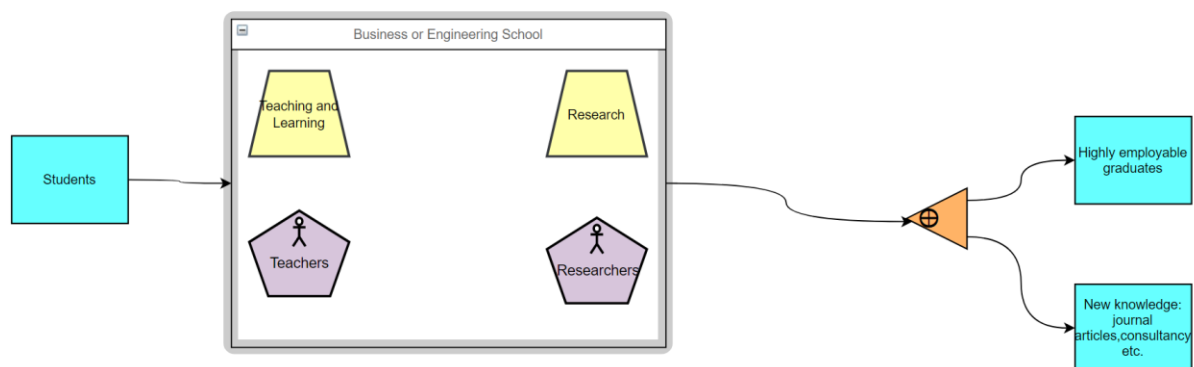 Business or Engineering School
Teaching and
Learning
Research
Students
Teachers
Researchers
Highly employable
graduates
New knowledge:
journal
articles,consultancy
etc.